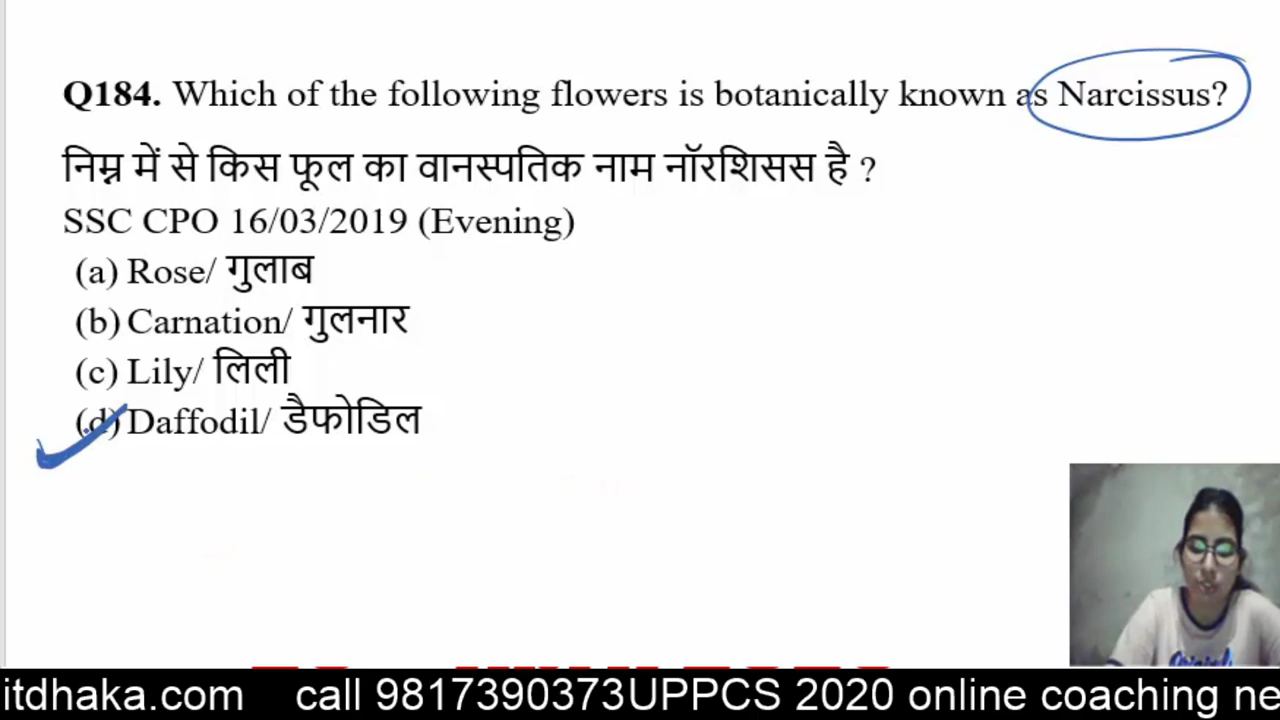 Q184. Which of the following flowers is botanically known as Narcissus?
निम्न में से किस फूल का वानस्पतिक नाम नॉरशिसस है ?
SSC CPO 16/03/2019 (Evening)
(a) Rose/ गुलाब
(b) Carnation/ गुलनार
(c) Lily/ लिली
(d) Daffodil/ डैफोडिल
itdhaka.com call 9817390373UPPCS 2020 online coaching ne